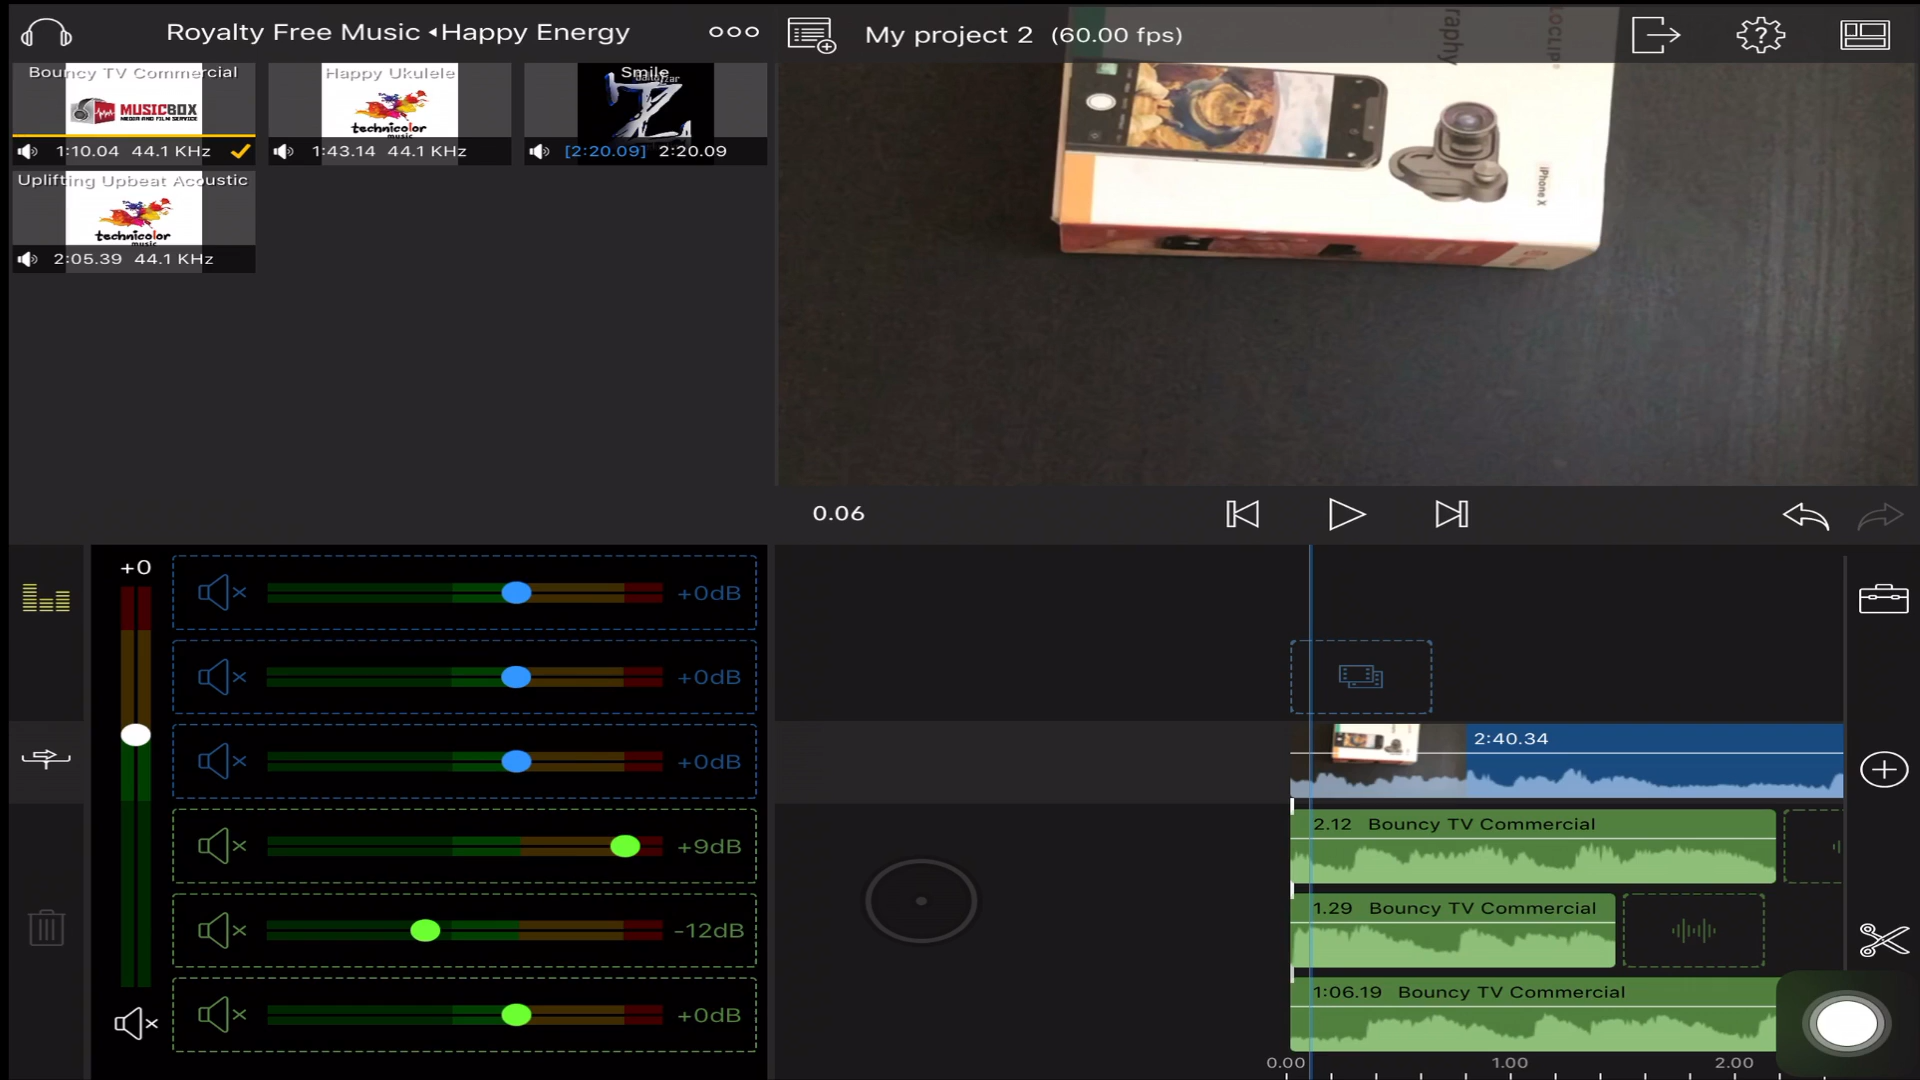 Royalty Free Music ◂Happy Energy
My project 2 (60.00 fps)
Bouncy TV Commercial
MUSICBOX
MEDIA AND FILM SERVICE
1:10.04 44.1 KHz
Happy Ukulele
technicolor
music
1:43.14 44.1 KHz
Smile
[2:20.09] 2:20.09
Uplifting Upbeat Acoustic
technicolor
music
2:05.39 44.1 KHz
raphy
iPhone X
0.06
+0
+0dB
+0dB
+0dB
+9dB
-12dB
+0dB
2:40.34
2.12 Bouncy TV Commercial
1.29 Bouncy TV Commercial
1:06.19 Bouncy TV Commercial
0.00 1.00 2.00